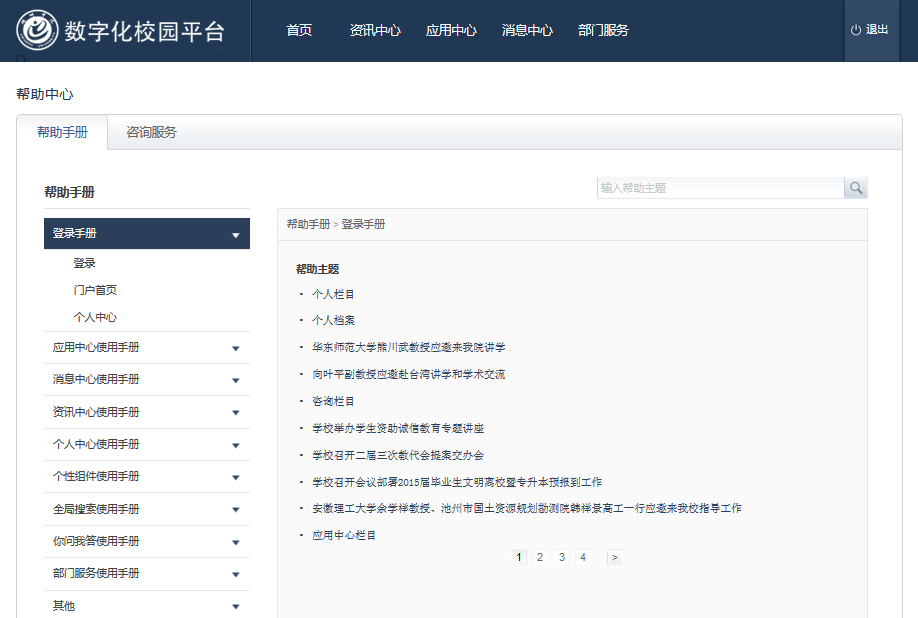 数字化校园平台
首页 资讯中心 应用中心 消息中心 部门服务 退出
帮助中心
帮助手册 咨询服务
帮助手册
输入帮助主题
登录手册
登录
门户首页
个人中心
应用中心使用手册
消息中心使用手册
资讯中心使用手册
个人中心使用手册
个性组件使用手册
全局搜索使用手册
你问我答使用手册
部门服务使用手册
其他
帮助手册 > 登录手册
帮助主题
· 个人栏目
· 个人档案
· 华东师范大学熊川武教授应邀来我院讲学
· 向叶平副教授应邀赴台湾讲学和学术交流
· 咨询栏目
· 学校举办学生资助诚信教育专题讲座
· 学校召开二届三次教代会提案交办会
· 学校召开会议部署2015届毕业生文明离校暨专升本预报到工作
· 安徽理工大学余学祥教授、池州市国土资源规划勘测院韩样景高工一行应邀来我校指导工作
· 应用中心栏目
1 2 3 4 >